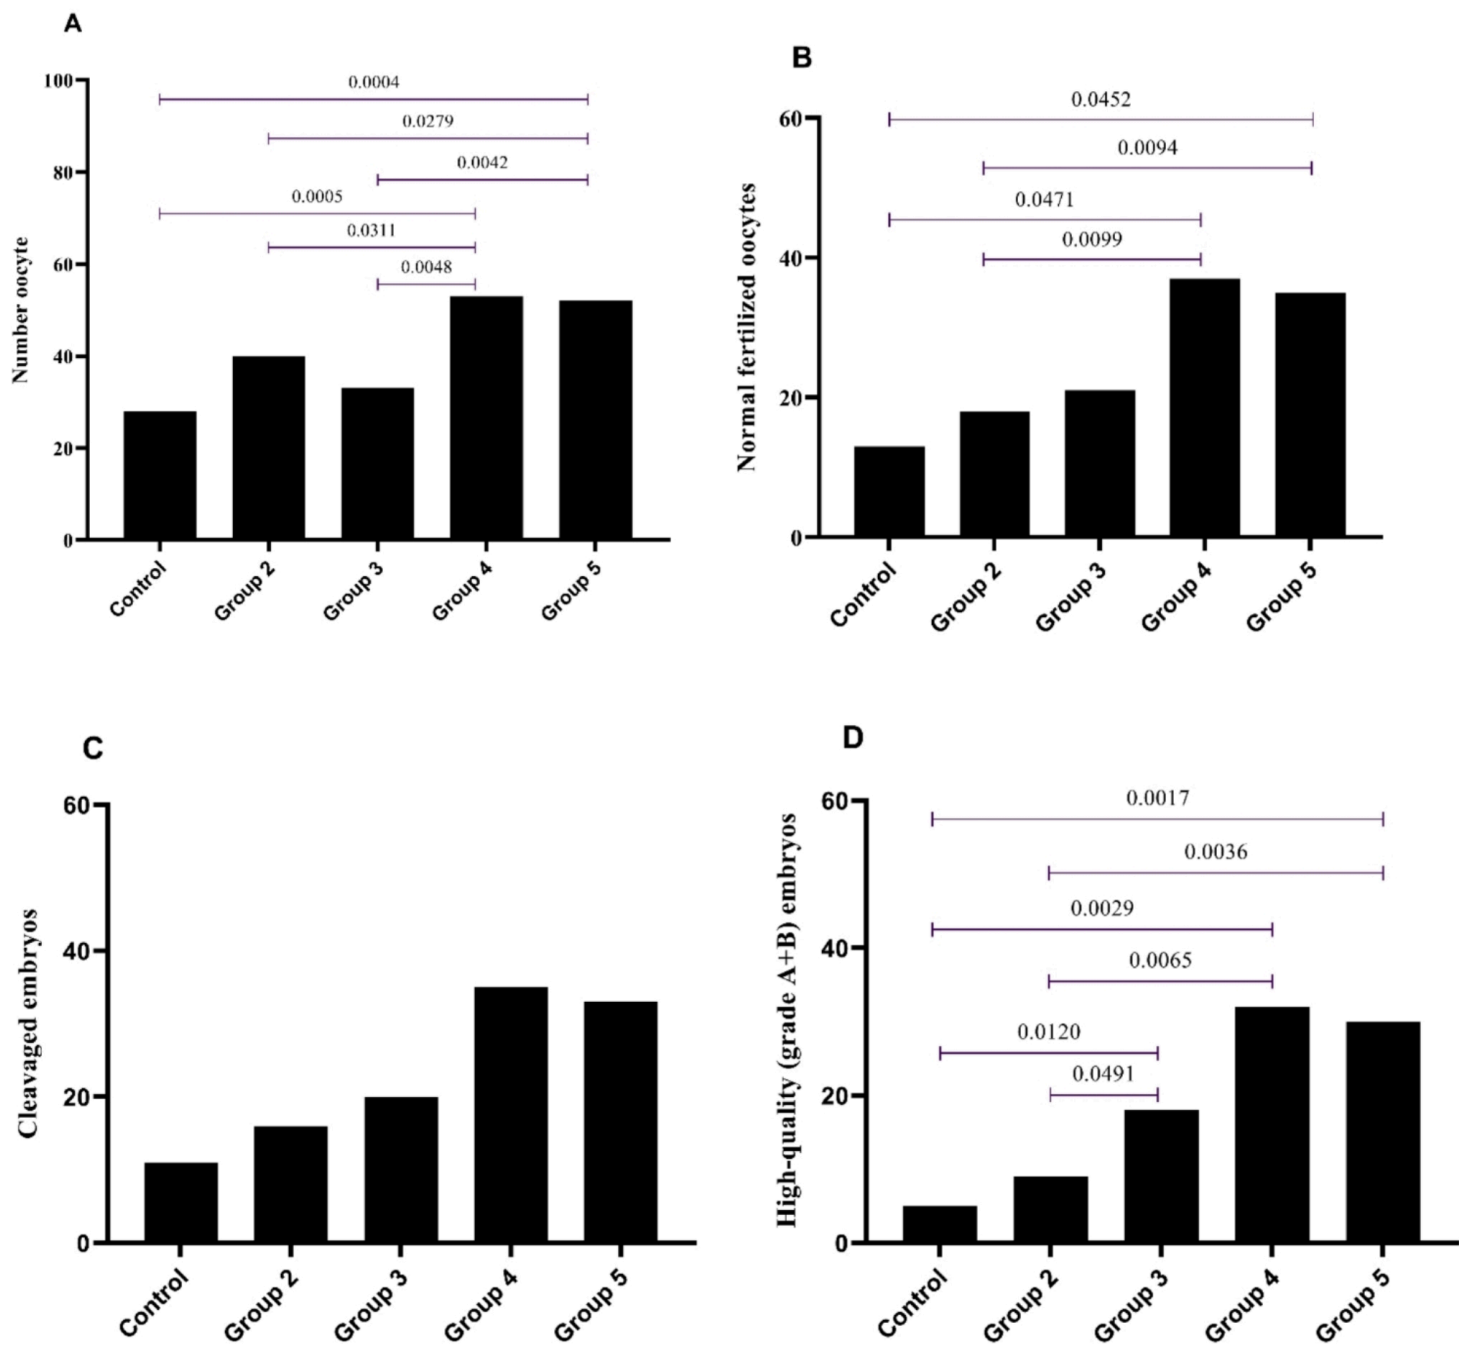 A
Number oocyte
100
80
60
40
20
0
0.0004
0.0279
0.0042
0.0005
0.0311
0.0048
Control
Group 2
Group 3
Group 4
Group 5
B
Normal fertilized oocytes
60
40
20
0
0.0452
0.0094
0.0471
0.0099
Control
Group 2
Group 3
Group 4
Group 5
C
Cleavaged embryos
60
40
20
0
Control
Group 2
Group 3
Group 4
Group 5
D
High-quality (grade A+B) embryos
60
40
20
0
0.0017
0.0036
0.0029
0.0065
0.0120
0.0491
Control
Group 2
Group 3
Group 4
Group 5